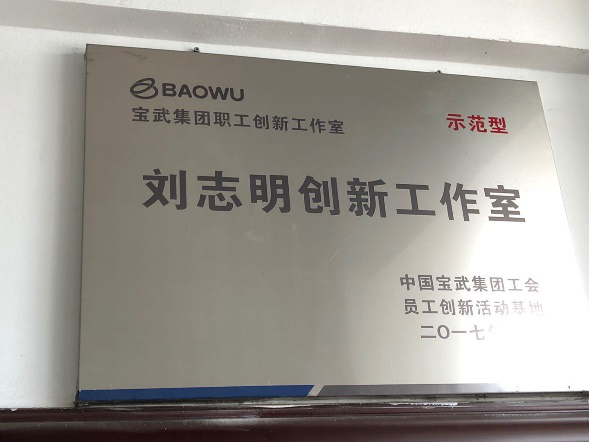 BAOWU
宝武集团职工创新工作室
示范型
刘志明创新工作室
中国宝武集团工会
员工创新活动基地
二〇一七年